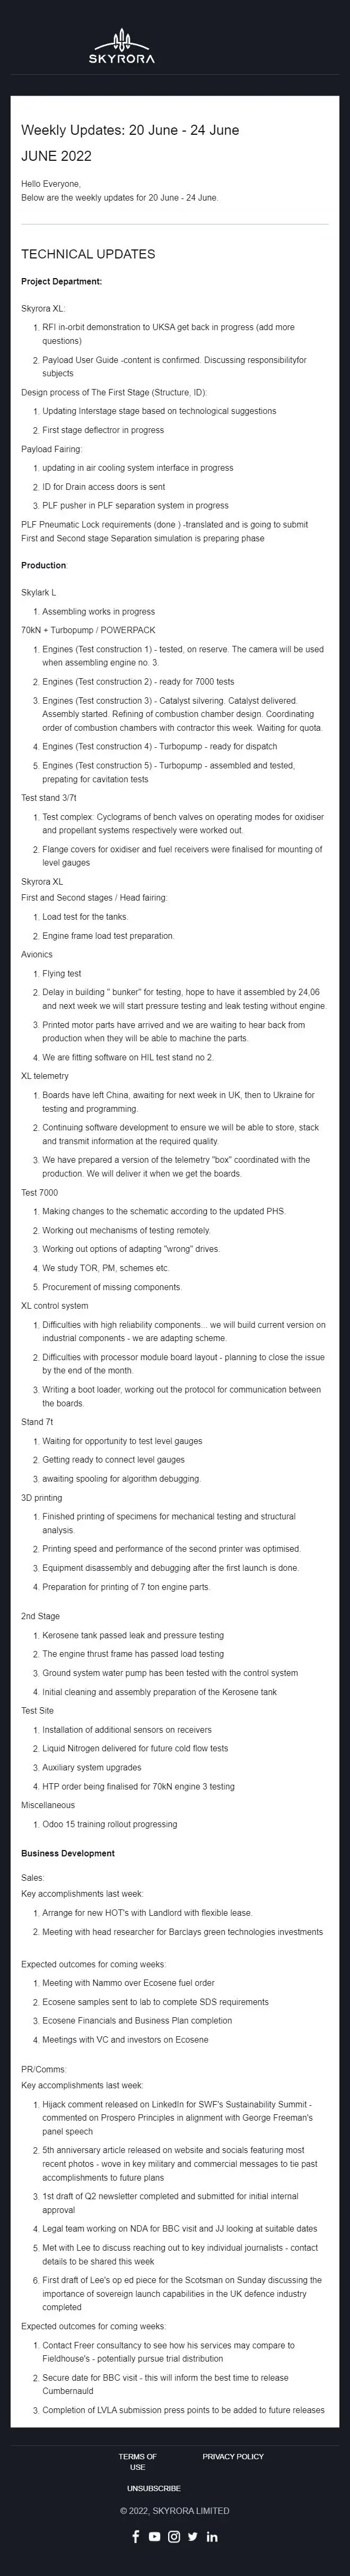 SKYRORA
Weekly Updates: 20 June - 24 June
JUNE 2022
Hello Everyone,
Below are the weekly updates for 20 June - 24 June.
TECHNICAL UPDATES
Project Department:
Skyrora XL:
1. RFI in-orbit demonstration to UKSA get back in progress (add more
questions)
2. Payload User Guide -content is confirmed. Discussing responsibilityfor
subjects
Design process of The First Stage (Structure, ID):
1. Updating Interstage stage based on technological suggestions
2. First stage deflectror in progress
Payload Fairing:
1. updating in air cooling system interface in progress
2. ID for Drain access doors is sent
3. PLF pusher in PLF separation system in progress
PLF Pneumatic Lock requirements (done ) -translated and is going to submit
First and Second stage Separation simulation is preparing phase
Production:
Skylark L
1. Assembling works in progress
70kN + Turbopump / POWERPACK
1. Engines (Test construction 1) - tested, on reserve. The camera will be used
when assembling engine no. 3.
2. Engines (Test construction 2) - ready for 7000 tests
3. Engines (Test construction 3) - Catalyst silvering. Catalyst delivered.
Assembly started. Refining of combustion chamber design. Coordinating
order of combustion chambers with contractor this week. Waiting for quota.
4. Engines (Test construction 4) - Turbopump - ready for dispatch
5. Engines (Test construction 5) - Turbopump - assembled and tested,
prepating for cavitation tests
Test stand 3/7t
1. Test complex: Cyclograms of bench valves on operating modes for oxidiser
and propellant systems respectively were worked out.
2. Flange covers for oxidiser and fuel receivers were finalised for mounting of
level gauges
Skyrora XL
First and Second stages / Head fairing:
1. Load test for the tanks.
2. Engine frame load test preparation.
Avionics
1. Flying test
2. Delay in building " bunker" for testing, hope to have it assembled by 24,06
and next week we will start pressure testing and leak testing without engine.
3. Printed motor parts have arrived and we are waiting to hear back from
production when they will be able to machine the parts.
4. We are fitting software on HIL test stand no 2.
XL telemetry
1. Boards have left China, awaiting for next week in UK, then to Ukraine for
testing and programming.
2. Continuing software development to ensure we will be able to store, stack
and transmit information at the required quality.
3. We have prepared a version of the telemetry "box" coordinated with the
production. We will deliver it when we get the boards.
Test 7000
1. Making changes to the schematic according to the updated PHS.
2. Working out mechanisms of testing remotely.
3. Working out options of adapting "wrong" drives.
4. We study TOR, PM, schemes etc.
5. Procurement of missing components.
XL control system
1. Difficulties with high reliability components... we will build current version on
industrial components - we are adapting scheme.
2. Difficulties with processor module board layout - planning to close the issue
by the end of the month.
3. Writing a boot loader, working out the protocol for communication between
the boards.
Stand 7t
1. Waiting for opportunity to test level gauges
2. Getting ready to connect level gauges
3. awaiting spooling for algorithm debugging.
3D printing
1. Finished printing of specimens for mechanical testing and structural
analysis.
2. Printing speed and performance of the second printer was optimised.
3. Equipment disassembly and debugging after the first launch is done.
4. Preparation for printing of 7 ton engine parts.
2nd Stage
1. Kerosene tank passed leak and pressure testing
2. The engine thrust frame has passed load testing
3. Ground system water pump has been tested with the control system
4. Initial cleaning and assembly preparation of the Kerosene tank
Test Site
1. Installation of additional sensors on receivers
2. Liquid Nitrogen delivered for future cold flow tests
3. Auxiliary system upgrades
4. HTP order being finalised for 70kN engine 3 testing
Miscellaneous
1. Odoo 15 training rollout progressing
Business Development
Sales:
Key accomplishments last week:
1. Arrange for new HOT's with Landlord with flexible lease.
2. Meeting with head researcher for Barclays green technologies investments
Expected outcomes for coming weeks:
1. Meeting with Nammo over Ecosene fuel order
2. Ecosene samples sent to lab to complete SDS requirements
3. Ecosene Financials and Business Plan completion
4. Meetings with VC and investors on Ecosene
PR/Comms:
Key accomplishments last week:
1. Hijack comment released on LinkedIn for SWF's Sustainability Summit -
commented on Prospero Principles in alignment with George Freeman's
panel speech
2. 5th anniversary article released on website and socials featuring most
recent photos - wove in key military and commercial messages to tie past
accomplishments to future plans
3. 1st draft of Q2 newsletter completed and submitted for initial internal
approval
4. Legal team working on NDA for BBC visit and JJ looking at suitable dates
5. Met with Lee to discuss reaching out to key individual journalists - contact
details to be shared this week
6. First draft of Lee's op ed piece for the Scotsman on Sunday discussing the
importance of sovereign launch capabilities in the UK defence industry
completed
Expected outcomes for coming weeks:
1. Contact Freer consultancy to see how his services may compare to
Fieldhouse's - potentially pursue trial distribution
2. Secure date for BBC visit - this will inform the best time to release
Cumbernauld
3. Completion of LVLA submission press points to be added to future releases
TERMS OF
USE
PRIVACY POLICY
UNSUBSCRIBE
© 2022, SKYRORA LIMITED